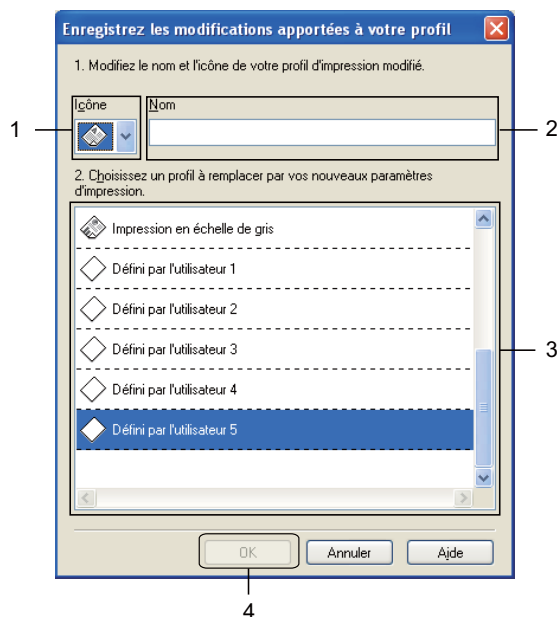 Enregistrez les modifications apportées à votre profil
1. Modifiez le nom et l'icône de votre profil d'impression modifié.
Icône
Nom
1
2
2. Choisissez un profil à remplacer par vos nouveaux paramètres
d'impression.
Impression en échelle de gris
Défini par l'utilisateur 1
Défini par l'utilisateur 2
Défini par l'utilisateur 3
3
Défini par l'utilisateur 4
Défini par l'utilisateur 5
OK
Annuler
Aide
4